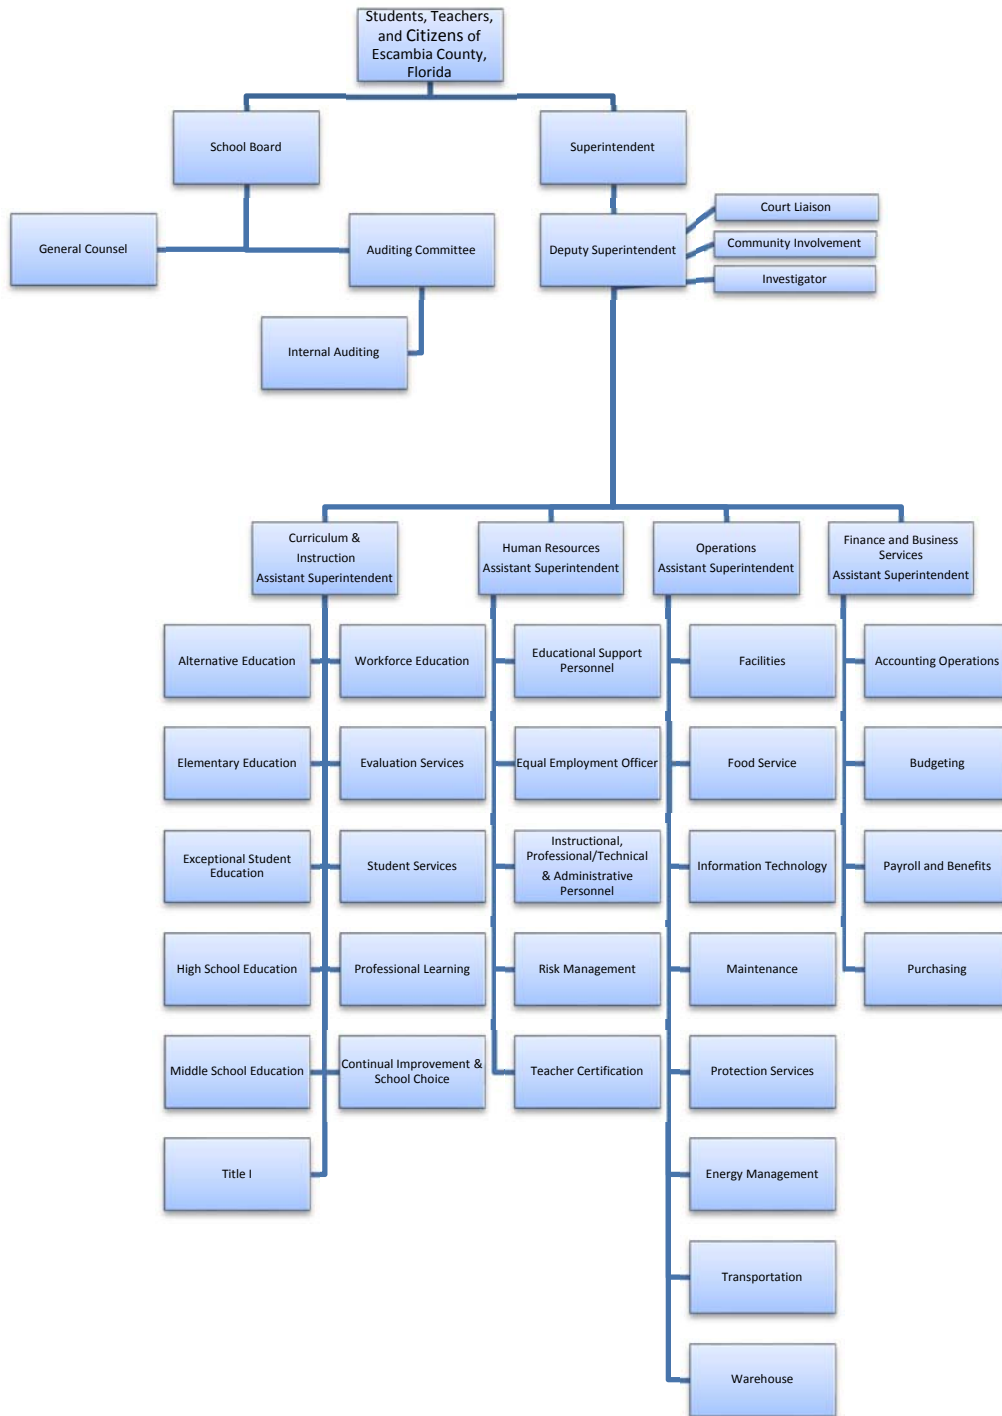 Students, Teachers,
and Citizens of
Escambia County,
Florida
School Board
Superintendent
General Counsel
Auditing Committee
Deputy Superintendent
Court Liaison
Community Involvement
Investigator
Internal Auditing
Curriculum &
Instruction
Assistant Superintendent
Human Resources
Assistant Superintendent
Operations
Assistant Superintendent
Finance and Business
Services
Assistant Superintendent
Alternative Education
Workforce Education
Educational Support
Personnel
Facilities
Accounting Operations
Elementary Education
Evaluation Services
Equal Employment Officer
Food Service
Budgeting
Exceptional Student
Education
Student Services
Instructional,
Professional/Technical
& Administrative
Personnel
Information Technology
Payroll and Benefits
High School Education
Professional Learning
Risk Management
Maintenance
Purchasing
Middle School Education
Continual Improvement &
School Choice
Teacher Certification
Protection Services
Title I
Energy Management
Transportation
Warehouse